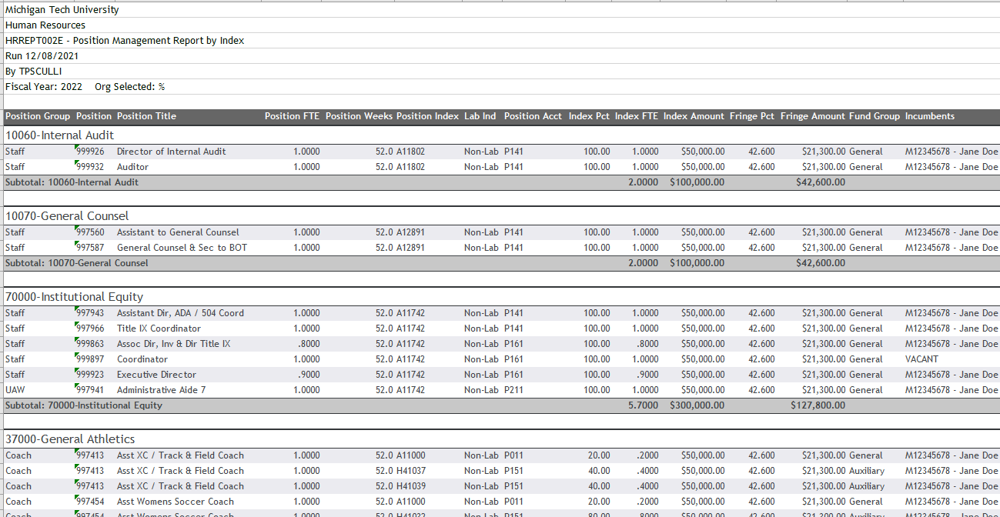 Michigan Tech University
Human Resources
HRREPT002E - Position Management Report by Index
Run 12/08/2021
By TPSCULLI
Fiscal Year: 2022 Org Selected: %
Position Group Position Position Title Position FTE Position Weeks Position Index Lab Ind Position Acct Index Pct Index FTE Index Amount Fringe Pct Fringe Amount Fund Group Incumbents
10060-Internal Audit
Staff 999926 Director of Internal Audit 1.0000 52.0 A11802 Non-Lab P141 100.00 1.0000 $50,000.00 42.600 $21,300.00 General M12345678 - Jane Doe
Staff 999932 Auditor 1.0000 52.0 A11802 Non-Lab P141 100.00 1.0000 $50,000.00 42.600 $21,300.00 General M12345678 - Jane Doe
Subtotal: 10060-Internal Audit 2.0000 $100,000.00 $42,600.00
10070-General Counsel
Staff 997560 Assistant to General Counsel 1.0000 52.0 A12891 Non-Lab P141 100.00 1.0000 $50,000.00 42.600 $21,300.00 General M12345678 - Jane Doe
Staff 997587 General Counsel & Sec to BOT 1.0000 52.0 A12891 Non-Lab P141 100.00 1.0000 $50,000.00 42.600 $21,300.00 General M12345678 - Jane Doe
Subtotal: 10070-General Counsel 2.0000 $100,000.00 $42,600.00
70000-Institutional Equity
Staff 997943 Assistant Dir, ADA / 504 Coord 1.0000 52.0 A11742 Non-Lab P141 100.00 1.0000 $50,000.00 42.600 $21,300.00 General M12345678 - Jane Doe
Staff 997966 Title IX Coordinator 1.0000 52.0 A11742 Non-Lab P141 100.00 1.0000 $50,000.00 42.600 $21,300.00 General M12345678 - Jane Doe
Staff 999863 Assoc Dir, Inv & Dir Title IX .8000 52.0 A11742 Non-Lab P161 100.00 .8000 $50,000.00 42.600 $21,300.00 General M12345678 - Jane Doe
Staff 999897 Coordinator 1.0000 52.0 A11742 Non-Lab P161 100.00 1.0000 $50,000.00 42.600 $21,300.00 General VACANT
Staff 999923 Executive Director .9000 52.0 A11742 Non-Lab P161 100.00 .9000 $50,000.00 42.600 $21,300.00 General M12345678 - Jane Doe
UAW 997941 Administrative Aide 7 1.0000 52.0 A11742 Non-Lab P211 100.00 1.0000 $50,000.00 42.600 $21,300.00 General M12345678 - Jane Doe
Subtotal: 70000-Institutional Equity 5.7000 $300,000.00 $127,800.00
37000-General Athletics
Coach 997413 Asst XC / Track & Field Coach 1.0000 52.0 A11000 Non-Lab P011 20.00 .2000 $50,000.00 42.600 $21,300.00 General M12345678 - Jane Doe
Coach 997413 Asst XC / Track & Field Coach 1.0000 52.0 H41037 Non-Lab P151 40.00 .4000 $50,000.00 42.600 $21,300.00 Auxiliary M12345678 - Jane Doe
Coach 997413 Asst XC / Track & Field Coach 1.0000 52.0 H41039 Non-Lab P151 40.00 .4000 $50,000.00 42.600 $21,300.00 Auxiliary M12345678 - Jane Doe
Coach 997454 Asst Womens Soccer Coach 1.0000 52.0 A11000 Non-Lab P011 20.00 .2000 $50,000.00 42.600 $21,300.00 General M12345678 - Jane Doe
Coach 997454 Asst Womens Soccer Coach 1.0000 52.0 Non-Lab P151 80.00 .8000 $50,000.00 42.600 $21,300.00 Auxiliary M12345678 - Jane Doe